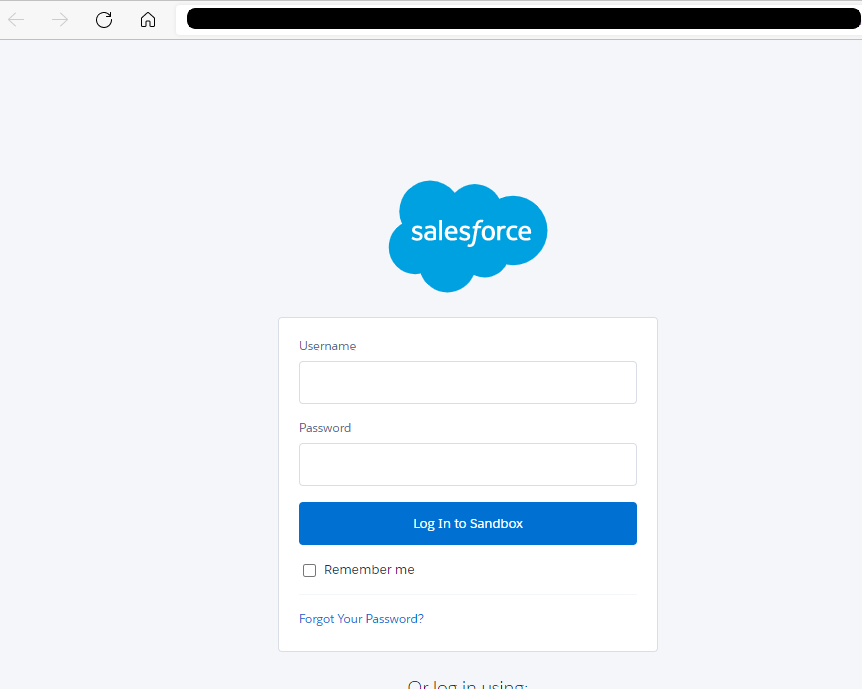 salesforce
Username
Password
Log In to Sandbox
Remember me
Forgot Your Password?
Or log in using: